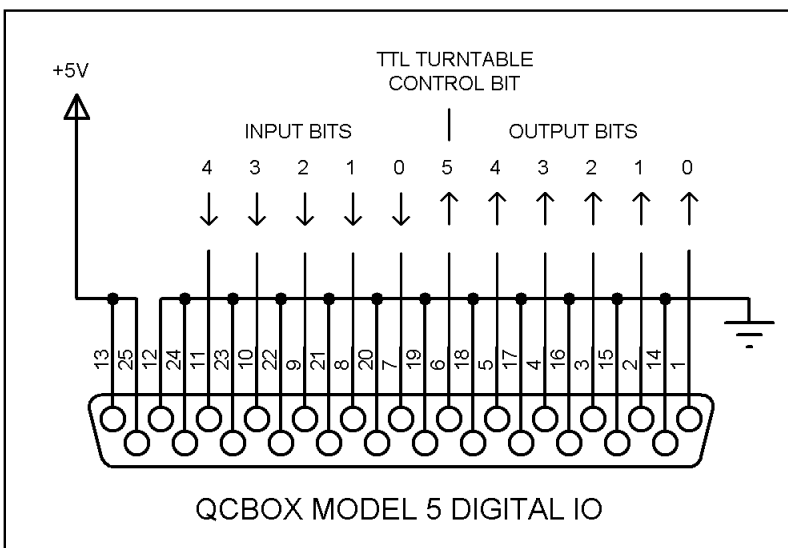 TTL TURNTABLE
CONTROL BIT
+5V
INPUT BITS OUTPUT BITS
4 3 2 1 0 5 4 3 2 1 0
13 25 12 24 11 23 10 22 9 21 8 20 7 19 6 18 5 17 4 16 3 15 2 14 1
QCBOX MODEL 5 DIGITAL IO